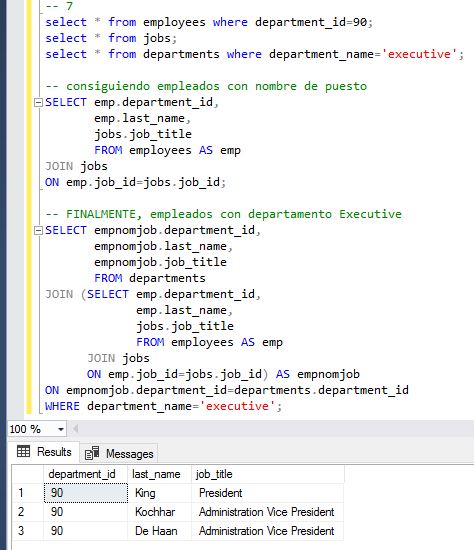 -- 7
select * from employees where department_id=90;
select * from jobs;
select * from departments where department_name='executive';
-- consiguiendo empleados con nombre de puesto
SELECT emp.department_id,
emp.last_name,
jobs.job_title
FROM employees AS emp
JOIN jobs
ON emp.job_id=jobs.job_id;
-- FINALMENTE, empleados con departamento Executive
SELECT empnomjob.department_id,
empnomjob.last_name,
empnomjob.job_title
FROM departments
JOIN (SELECT emp.department_id,
emp.last_name,
jobs.job_title
FROM employees AS emp
JOIN jobs
ON emp.job_id=jobs.job_id) AS empnomjob
ON empnomjob.department_id=departments.department_id
WHERE department_name='executive';
100 %
Results Messages
department_id last_name job_title
1 90 King President
2 90 Kochhar Administration Vice President
3 90 De Haan Administration Vice President